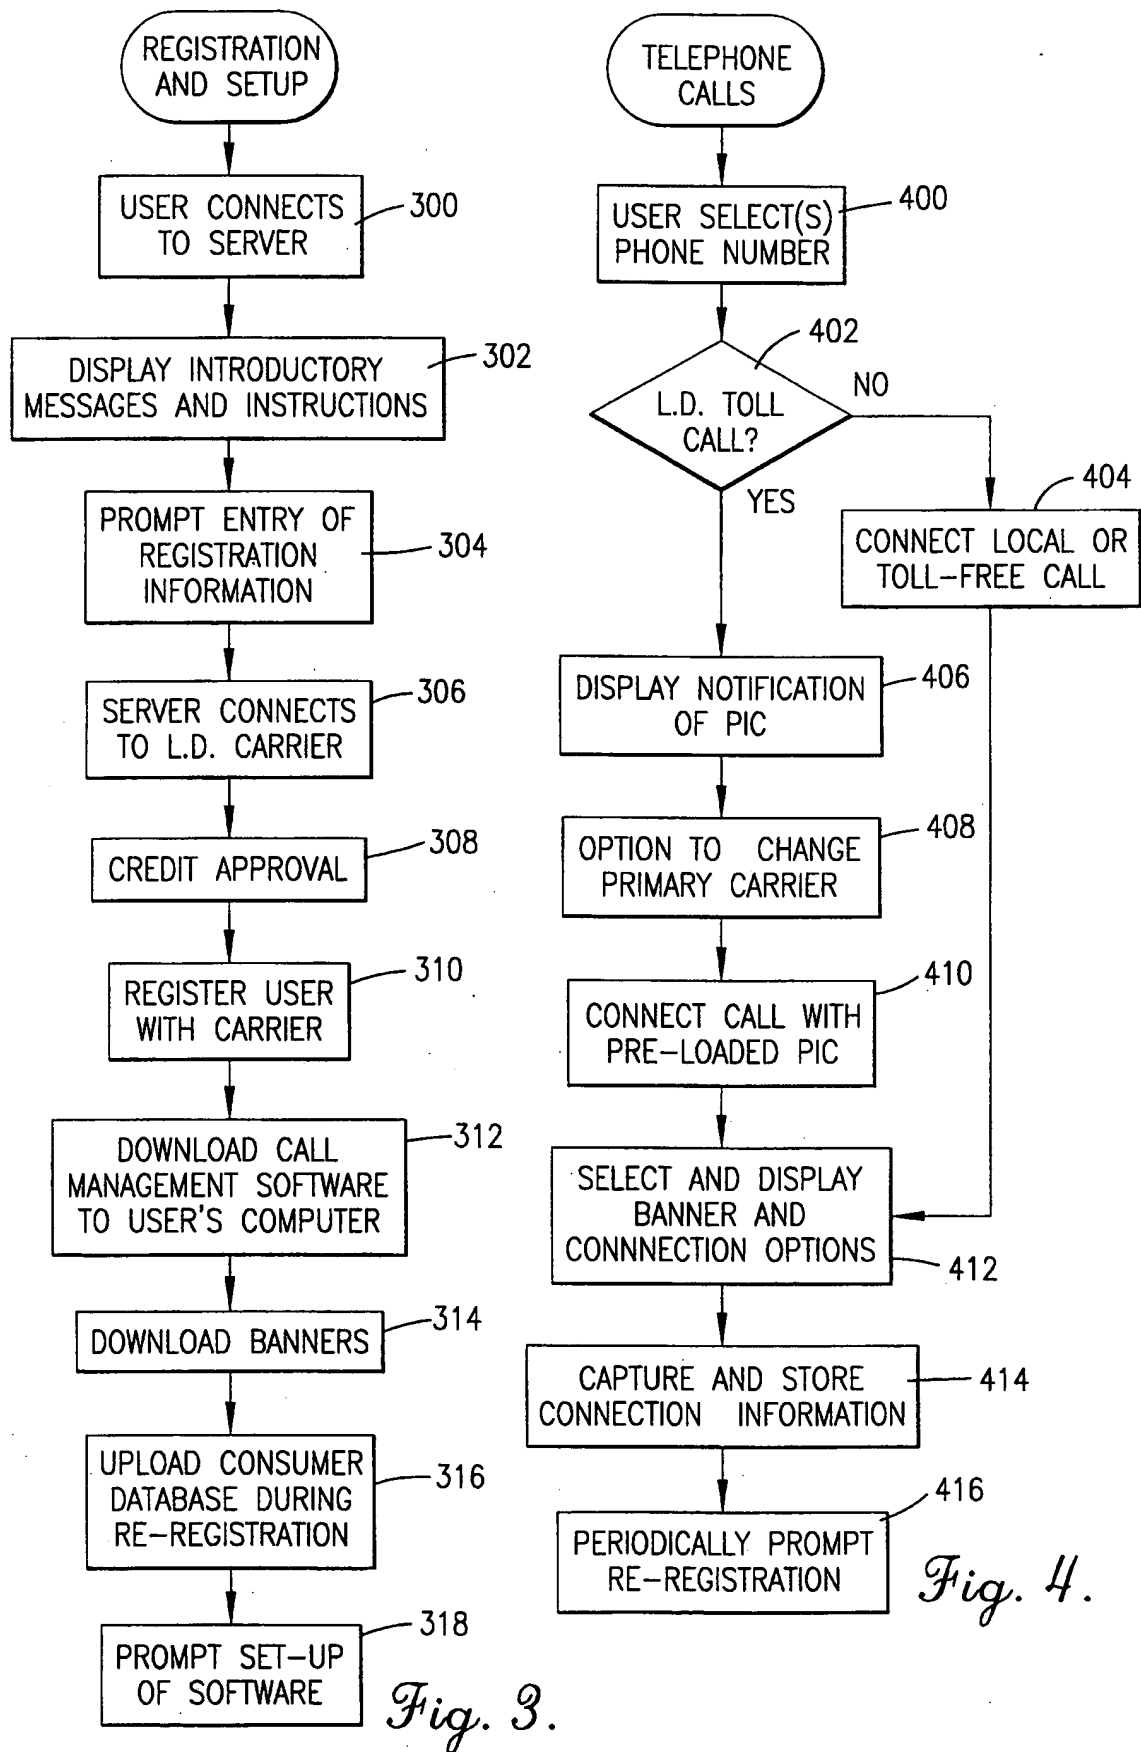 REGISTRATION
AND SETUP
USER CONNECTS
TO SERVER
300
DISPLAY INTRODUCTORY
MESSAGES AND INSTRUCTIONS
302
PROMPT ENTRY OF
REGISTRATION
INFORMATION
304
SERVER CONNECTS
TO L.D. CARRIER
306
CREDIT APPROVAL
308
REGISTER USER
WITH CARRIER
310
DOWNLOAD CALL
MANAGEMENT SOFTWARE
TO USER'S COMPUTER
312
DOWNLOAD BANNERS
314
UPLOAD CONSUMER
DATABASE DURING
RE-REGISTRATION
316
PROMPT SET-UP
OF SOFTWARE
318
Fig. 3.
TELEPHONE
CALLS
USER SELECT(S)
PHONE NUMBER
400
L.D. TOLL
CALL?
402
NO
YES
CONNECT LOCAL OR
TOLL-FREE CALL
404
DISPLAY NOTIFICATION
OF PIC
406
OPTION TO CHANGE
PRIMARY CARRIER
408
CONNECT CALL WITH
PRE-LOADED PIC
410
SELECT AND DISPLAY
BANNER AND
CONNNECTION OPTIONS
412
CAPTURE AND STORE
CONNECTION INFORMATION
414
PERIODICALLY PROMPT
RE-REGISTRATION
416
Fig. 4.